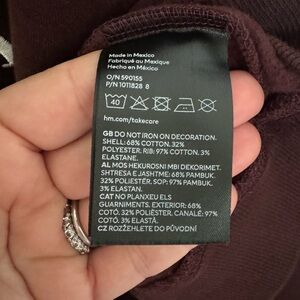 Made in Mexico
Fabriqué au Mexique
Hecho en México
O/N 590155
P/N 1011828 8
40
hm.com/takecare
GB DO NOT IRON ON DECORATION.
SHELL: 68% COTTON, 32%
POLYESTER. RIB: 97% COTTON, 3%
ELASTANE.
AL MOS HEKUROSNI MBI DEKORIMET.
SHTRESA E JASHTME: 68% PAMBUK,
32% POLIESTËR. SOP: 97% PAMBUK,
3% ELASTAN.
CAT NO PLANXEU ELS
GUARNIMENTS. EXTERIOR: 68%
COTÓ, 32% POLIÈSTER. CANALÉ: 97%
COTÓ, 3% ELASTÀ.
CZ ROZŽEHLETE DO PŮVODNÍ